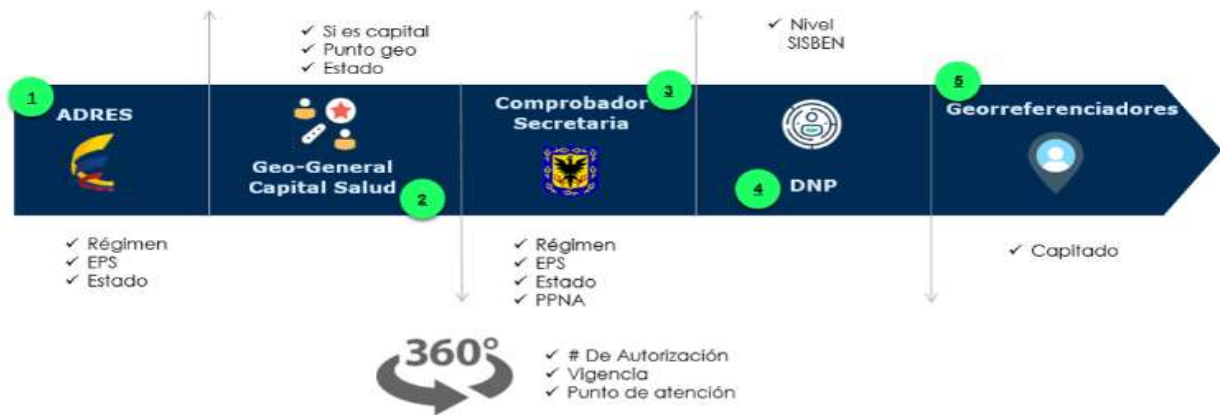 ✓ Si es capital
✓ Punto geo
✓ Estado
✓ Nivel
SISBEN
1
ADRES
Geo-General
Capital Salud
2
Comprobador
Secretaria
3
4
DNP
5
Georreferenciadores
✓ Régimen
✓ EPS
✓ Estado
✓ Régimen
✓ EPS
✓ Estado
✓ PPNA
✓ Capitado
360°
✓ # De Autorización
✓ Vigencia
✓ Punto de atención